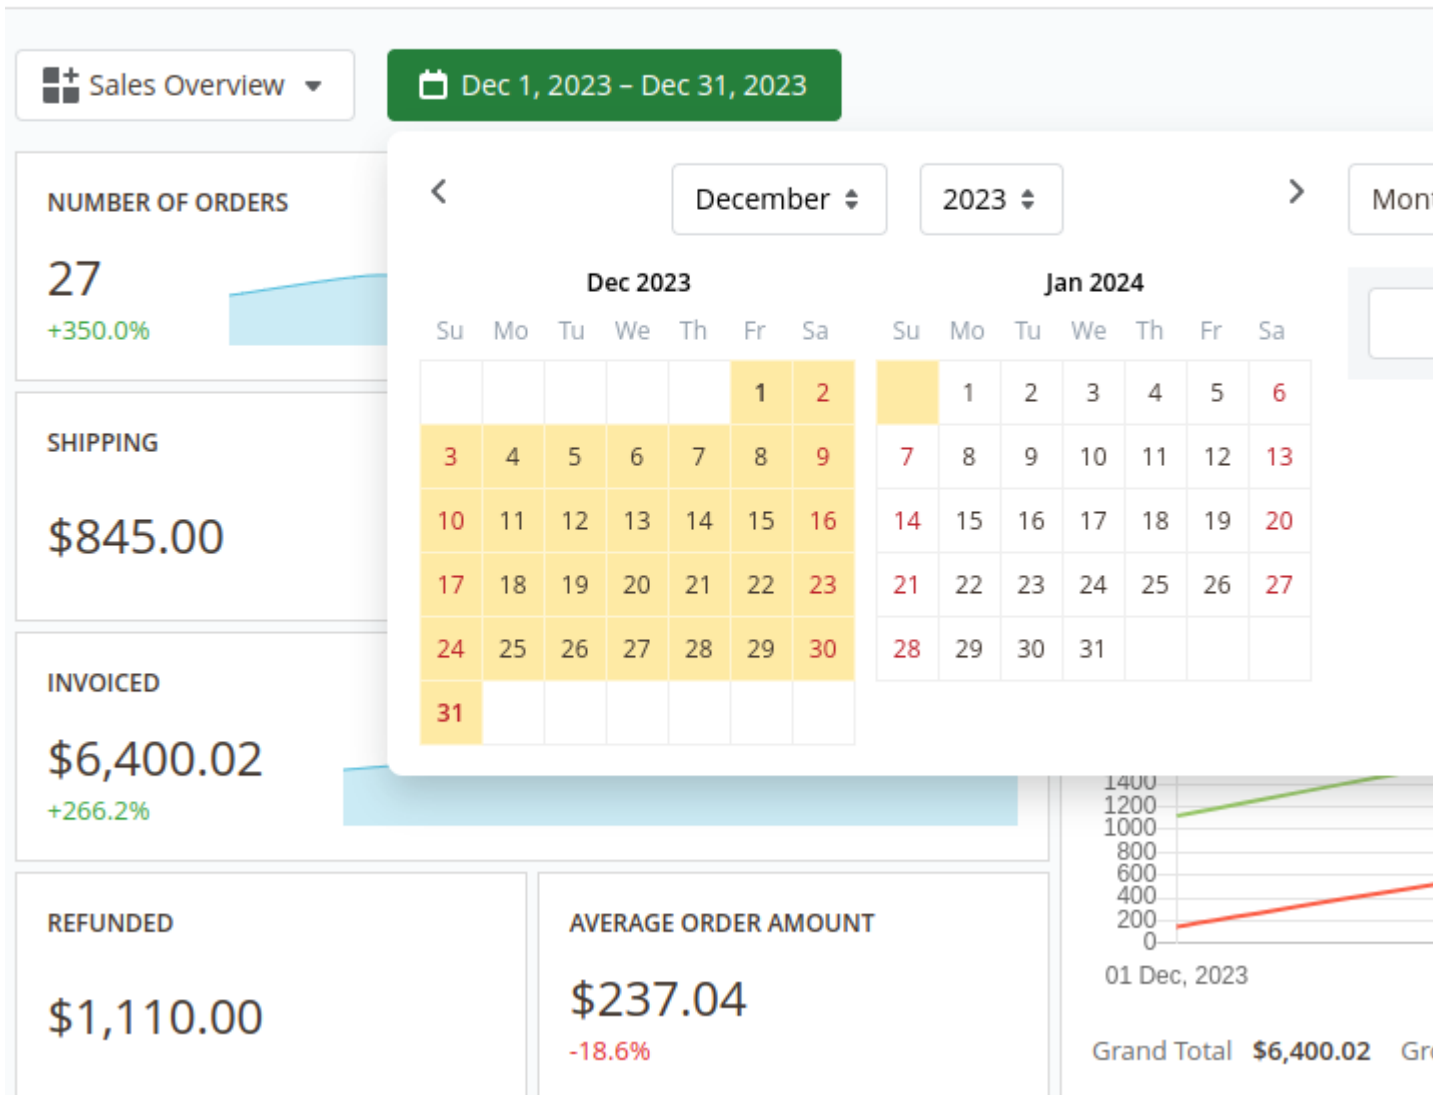 Sales Overview
Dec 1, 2023 – Dec 31, 2023
NUMBER OF ORDERS
27
+350.0%
SHIPPING
$845.00
INVOICED
$6,400.02
+266.2%
REFUNDED
$1,110.00
AVERAGE ORDER AMOUNT
$237.04
-18.6%
December
2023
Dec 2023
Su Mo Tu We Th Fr Sa
1 2
3 4 5 6 7 8 9
10 11 12 13 14 15 16
17 18 19 20 21 22 23
24 25 26 27 28 29 30
31
Jan 2024
Su Mo Tu We Th Fr Sa
1 2 3 4 5 6
7 8 9 10 11 12 13
14 15 16 17 18 19 20
21 22 23 24 25 26 27
28 29 30 31
1400
1200
1000
800
600
400
200
0
01 Dec, 2023
Grand Total $6,400.02